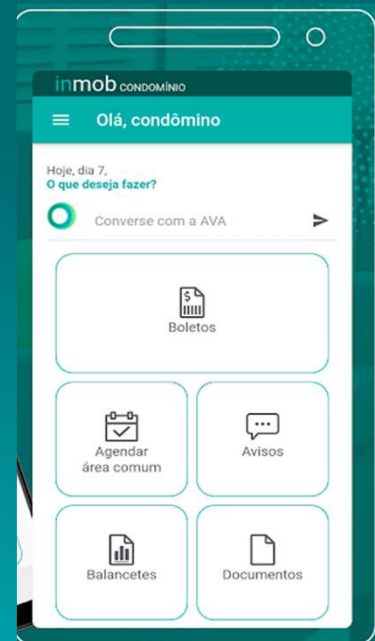 inmob CONDOMÍNIO
Olá, condômino
Hoje, dia 7,
O que deseja fazer?
Converse com a AVA
Boletos
Agendar
área comum
Avisos
Balancetes
Documentos